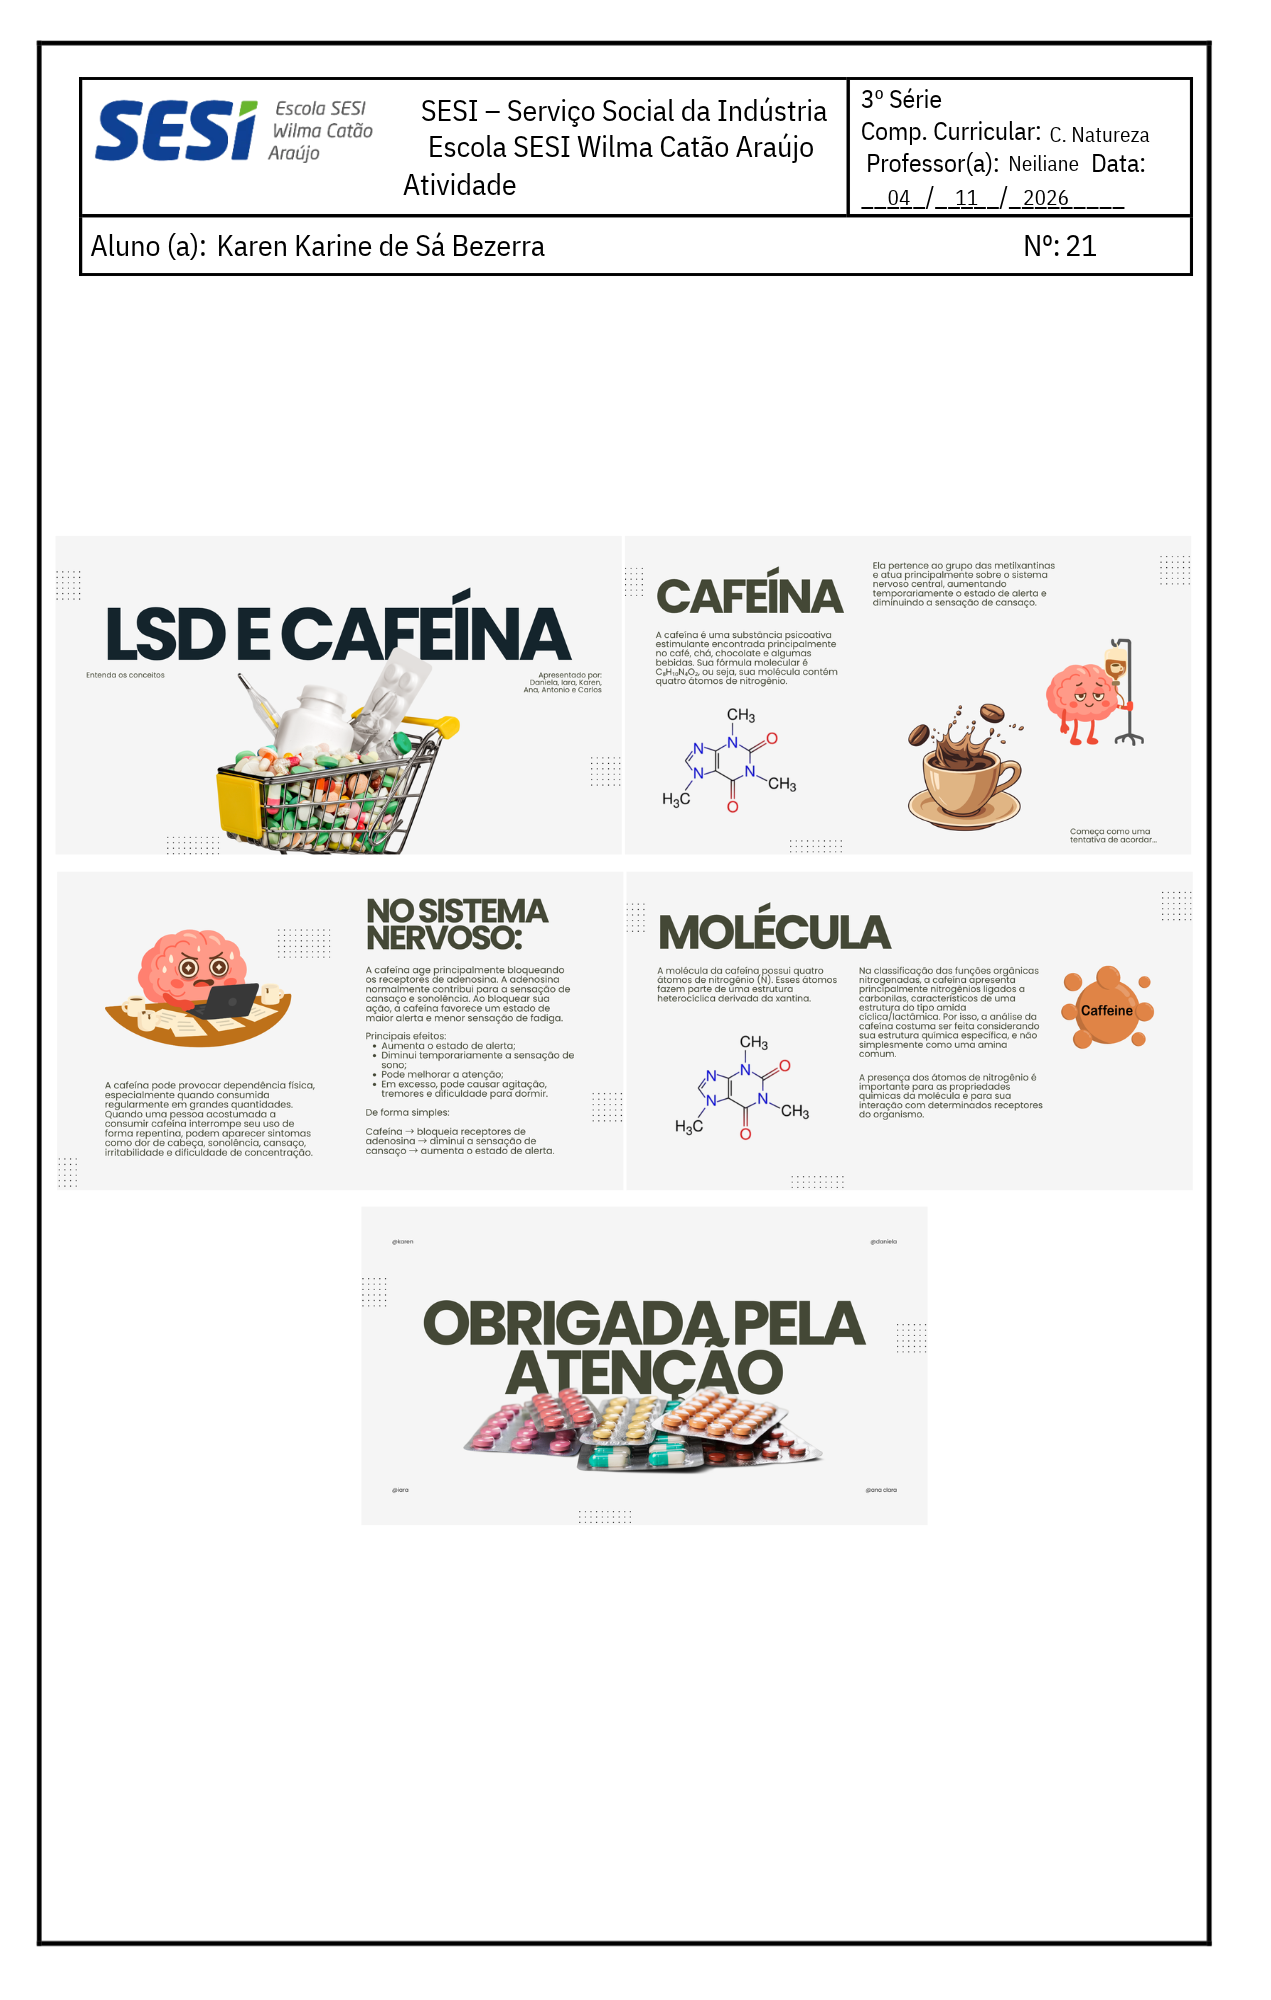 SESI
Escola SESI
Wilma Catão
Araújo
SESI – Serviço Social da Indústria
Escola SESI Wilma Catão Araújo
Atividade
3º Série
Comp. Curricular: C. Natureza
Professor(a): Neiliane Data:
__04_/__11__/_2026____
Aluno (a): Karen Karine de Sá Bezerra Nº: 21
LSD E CAFEÍNA
Entenda os conceitos
Apresentado por:
Daniela, Iara, Karen,
Ana, Antonio e Carlos
CAFEÍNA
A cafeína é uma substância psicoativa
estimulante encontrada principalmente
no café, chá, chocolate e algumas
bebidas. Sua fórmula molecular é
C₈H₁₀N₄O₂, ou seja, sua molécula contém
quatro átomos de nitrogênio.
CH₃
N
N
O
N
N
CH₃
H₃C
O
Ela pertence ao grupo das metilxantinas
e atua principalmente sobre o sistema
nervoso central, aumentando
temporariamente o estado de alerta e
diminuindo a sensação de cansaço.
Começa como uma
tentativa de acordar...
A cafeína pode provocar dependência física,
especialmente quando consumida
regularmente em grandes quantidades.
Quando uma pessoa acostumada a
consumir cafeína interrompe seu uso de
forma repentina, podem aparecer sintomas
como dor de cabeça, sonolência, cansaço,
irritabilidade e dificuldade de concentração.
NO SISTEMA
NERVOSO:
A cafeína age principalmente bloqueando
os receptores de adenosina. A adenosina
normalmente contribui para a sensação de
cansaço e sonolência. Ao bloquear sua
ação, a cafeína favorece um estado de
maior alerta e menor sensação de fadiga.
Principais efeitos:
• Aumenta o estado de alerta;
• Diminui temporariamente a sensação de
sono;
• Pode melhorar a atenção;
• Em excesso, pode causar agitação,
tremores e dificuldade para dormir.
De forma simples:
Cafeína → bloqueia receptores de
adenosina → diminui a sensação de
cansaço → aumenta o estado de alerta.
MOLÉCULA
A molécula da cafeína possui quatro
átomos de nitrogênio (N). Esses átomos
fazem parte de uma estrutura
heterocíclica derivada da xantina.
CH₃
N
N
O
N
N
CH₃
H₃C
O
Na classificação das funções orgânicas
nitrogenadas, a cafeína apresenta
principalmente nitrogênios ligados a
carbonilas, característicos de uma
estrutura do tipo amida
cíclica/lactâmica. Por isso, a análise da
cafeína costuma ser feita considerando
sua estrutura química específica, e não
simplesmente como uma amina
comum.
A presença dos átomos de nitrogênio é
importante para as propriedades
químicas da molécula e para sua
interação com determinados receptores
do organismo.
Caffeine
@karen
@daniela
OBRIGADA PELA
ATENÇÃO
@iara
@ana clara